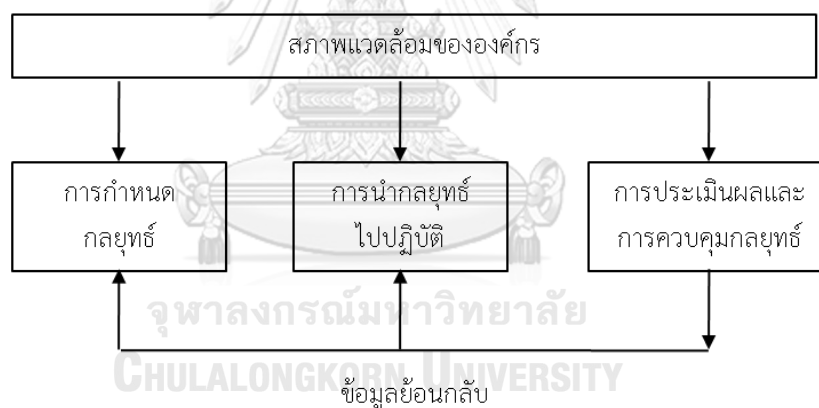 สภาพแวดล้อมขององค์กร
การกำหนด
กลยุทธ์
การนำกลยุทธ์
ไปปฏิบัติ
การประเมินผลและ
การควบคุมกลยุทธ์
จุฬาลงกรณ์มหาวิทยาลัย
CHULALONGKORN UNIVERSITY
ข้อมูลย้อนกลับ